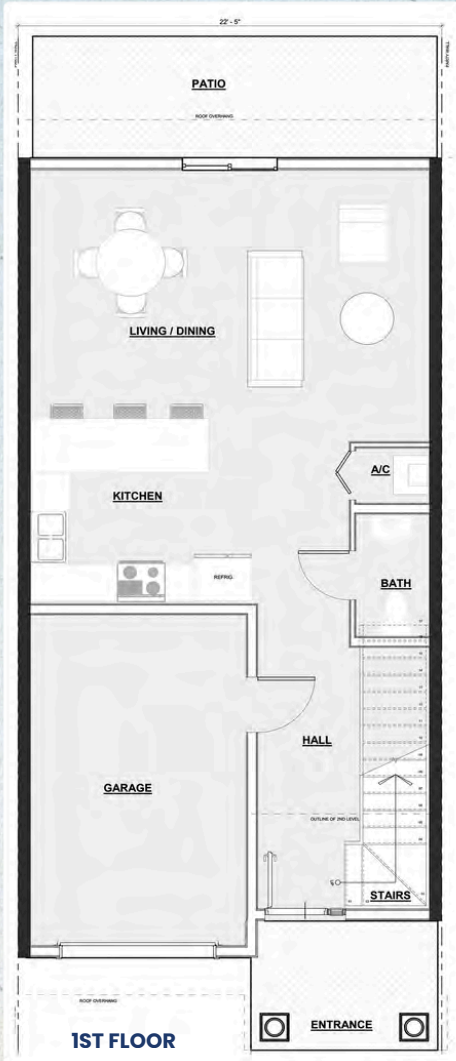 22' - 5"
PATIO
ROOF OVERHANG
LIVING / DINING
A/C
KITCHEN
REFRIG.
BATH
HALL
GARAGE
OUTLINE OF 2ND LEVEL
STAIRS
ROOF OVERHANG
ENTRANCE
1ST FLOOR